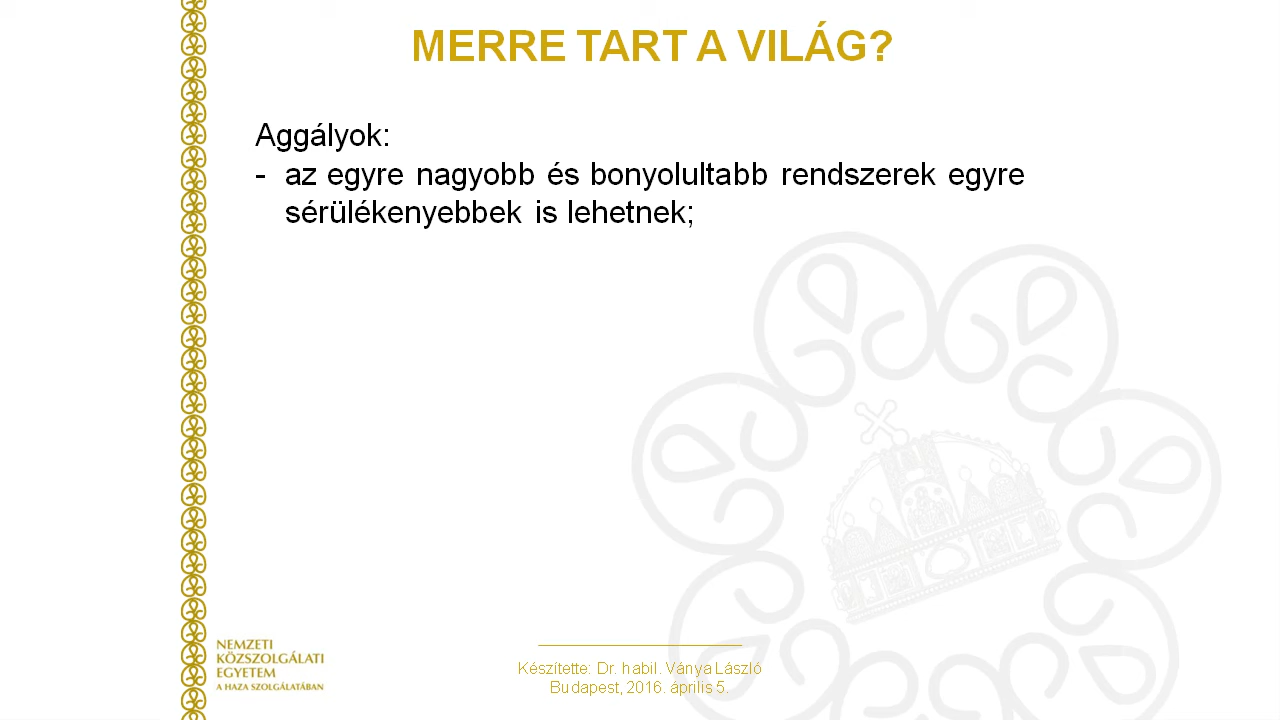 MERRE TART A VILÁG?
Aggályok:
- az egyre nagyobb és bonyolultabb rendszerek egyre
sérülékenyebbek is lehetnek;
NEMZETI
KÖZSZOLGÁLATI
EGYETEM
A HAZA SZOLGÁLATÁBAN
Készítette: Dr. habil. Ványa László
Budapest, 2016. április 5.